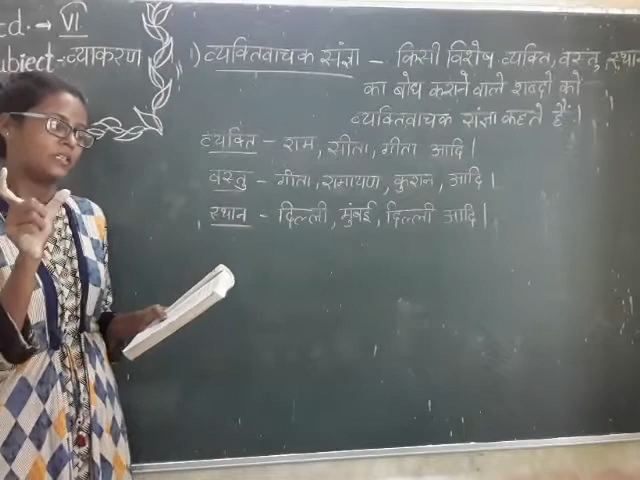 td. → VI
ubject - व्याकरण
1) व्यक्तिवाचक संज्ञा - किसी विशेष व्यक्ति, वस्तु, स्थान
का बोध कराने वाले शब्दो को
व्यक्तिवाचक संज्ञा कहते हैं।
व्यक्ति - राम, सीता, गीता आदि।
वस्तु - गीता, रामायण, कुरान, आदि।
स्थान - दिल्ली, मुंबई, दिल्ली आदि।